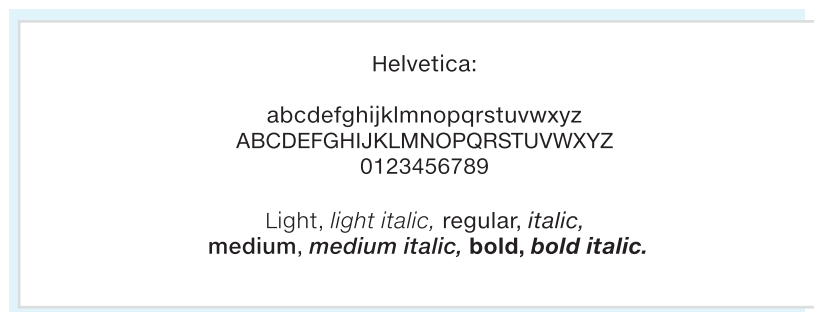 Helvetica:
abcdefghijklmnopqrstuvwxyz
ABCDEFGHIJKLMNOPQRSTUVWXYZ
0123456789
Light, light italic, regular, italic,
medium, medium italic, bold, bold italic.